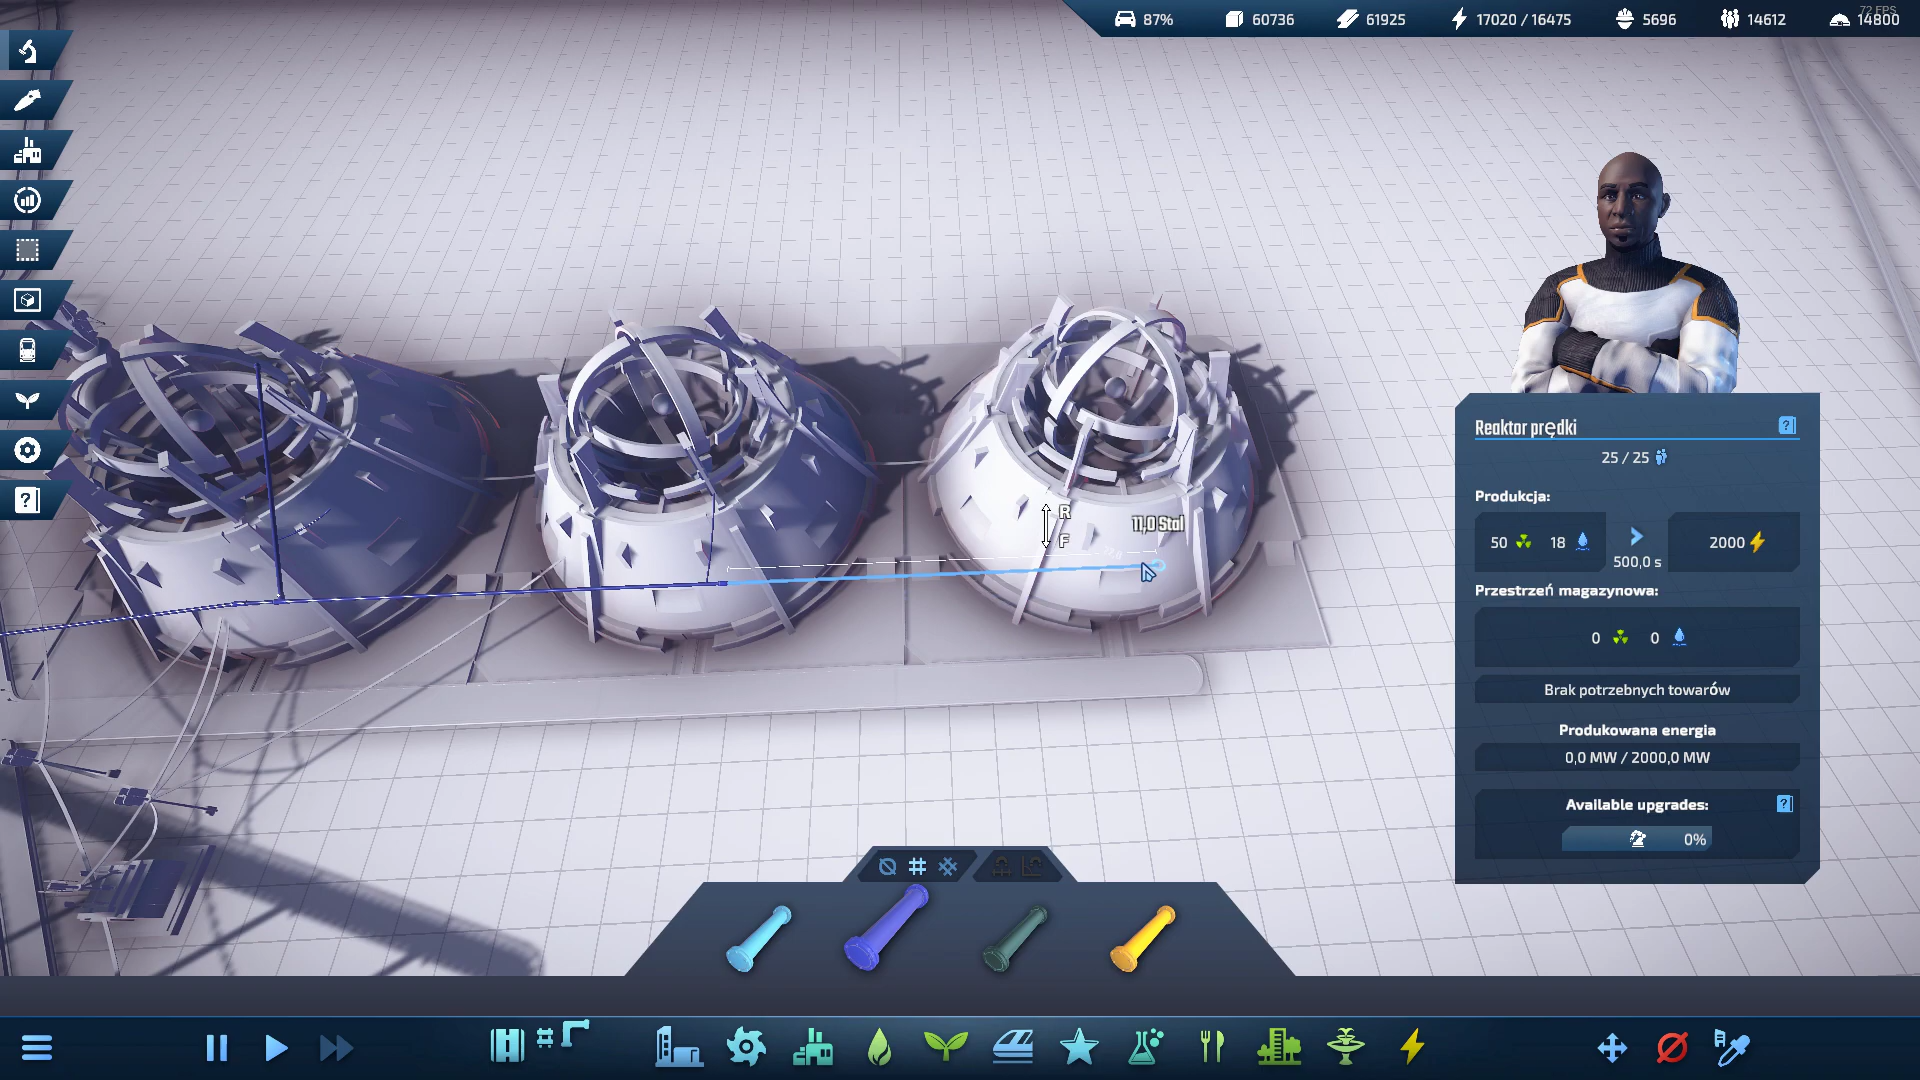 72 FPS
87%
60736
61925
17020 / 16475
5696
14612
14800
Reaktor prędki
?
25 / 25
Produkcja:
50
18
500,0 s
2000
Przestrzeń magazynowa:
0
0
Brak potrzebnych towarów
Produkowana energia
0,0 MW / 2000,0 MW
Available upgrades:
?
0%
R
F
11,0 Stal
?